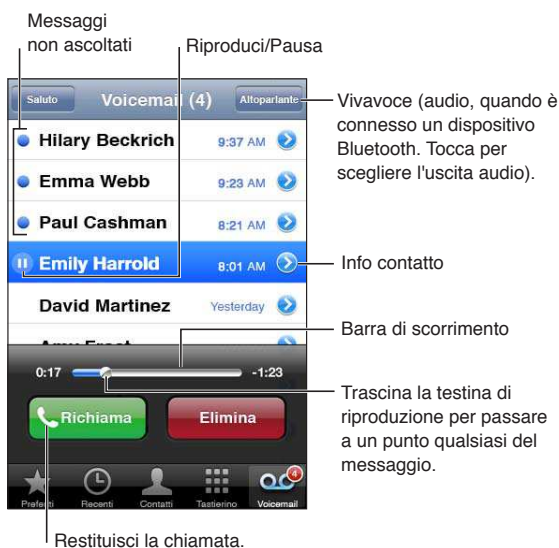 Messaggi
non ascoltati
Riproduci/Pausa
Saluto
Voicemail (4)
Altoparlante
Vivavoce (audio, quando è
connesso un dispositivo
Bluetooth. Tocca per
scegliere l'uscita audio).
Hilary Beckrich 9:37 AM
Emma Webb 9:23 AM
Paul Cashman 8:21 AM
Emily Harrold 8:01 AM
Info contatto
David Martinez Yesterday
Barra di scorrimento
0:17 -1:23
Trascina la testina di
riproduzione per passare
a un punto qualsiasi del
messaggio.
Richiama
Elimina
4
Preferiti Recenti Contatti Tastierino Voicemail
Restituisci la chiamata.